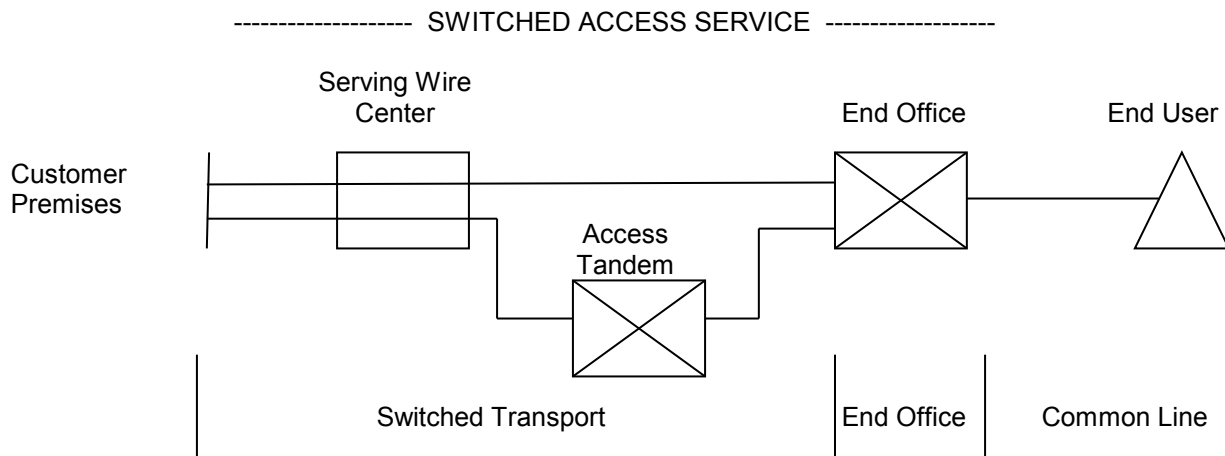 -------------------- SWITCHED ACCESS SERVICE -------------------
Serving Wire
Center
End Office
End User
Customer
Premises
Access
Tandem
Switched Transport
End Office
Common Line